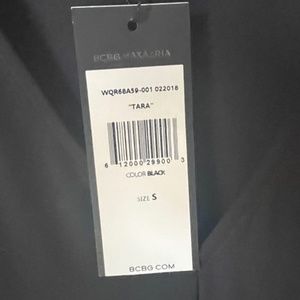 BCBGMAXAZRIA
WQR68A59-001 022018
"TARA"
6 12000 29900 3
COLOR BLACK
SIZE S
BCBG.COM